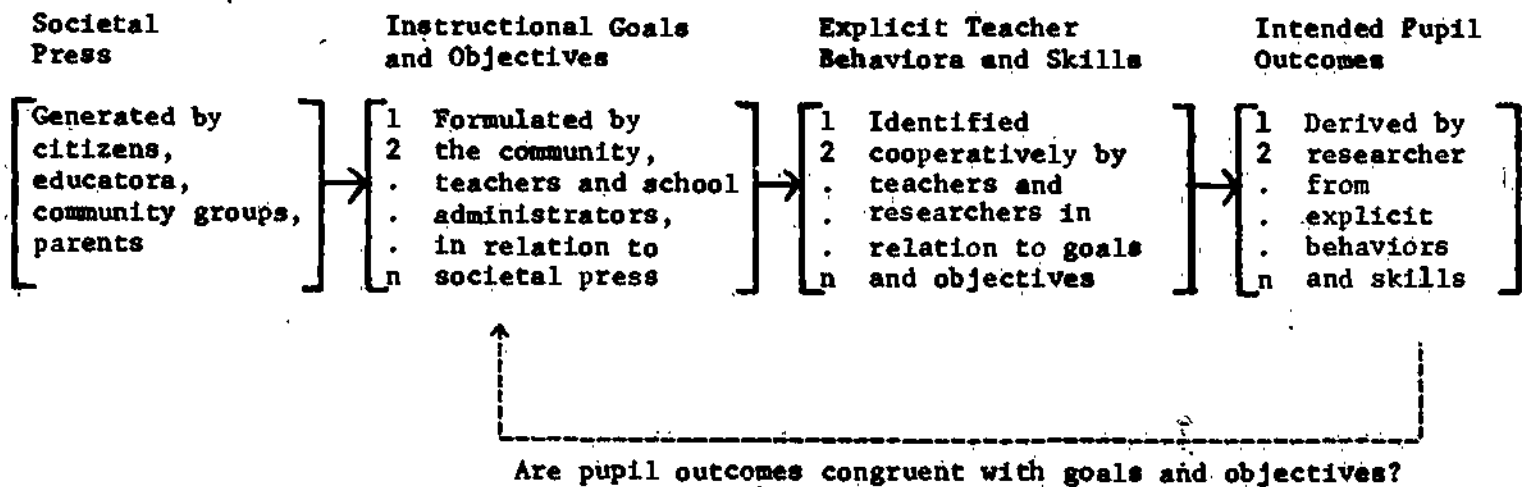 Societal
Press
Generated by
citizens,
educatora,
community groups,
parents
Instructional Goals
and Objectives
1 Formulated by
2 the community,
. teachers and school
. administrators,
. in relation to
n societal press
Explicit Teacher
Behaviora and Skills
1 Identified
2 cooperatively by
. teachers and
. researchers in
. relation to goals
n and objectives
Intended Pupil
Outcomes
1 Derived by
2 researcher
. from
. explicit
. behaviors
n and skills
Are pupil outcomes congruent with goals and objectives?